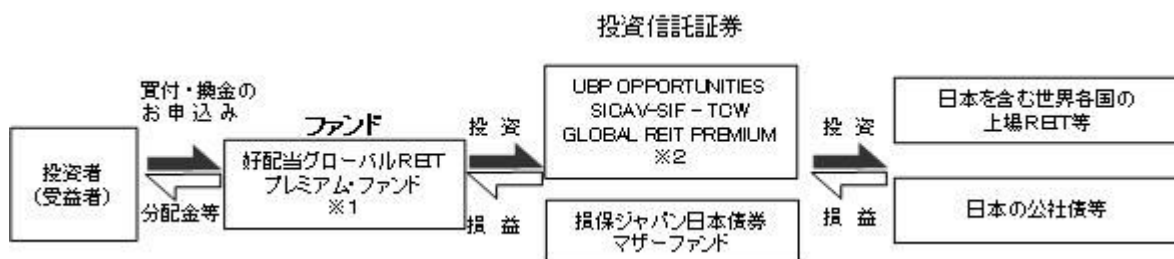 投資信託証券
買付・換金の
お申込み
投資者
(受益者)
分配金等
ファンド
好配当グローバルREIT
プレミアム・ファンド
※1
投資
損益
UBP OPPORTUNITIES
SICAV-SIF - TCW
GLOBAL REIT PREMIUM
※2
損保ジャパン日本債券
マザーファンド
投資
損益
日本を含む世界各国の
上場REIT等
日本の公社債等